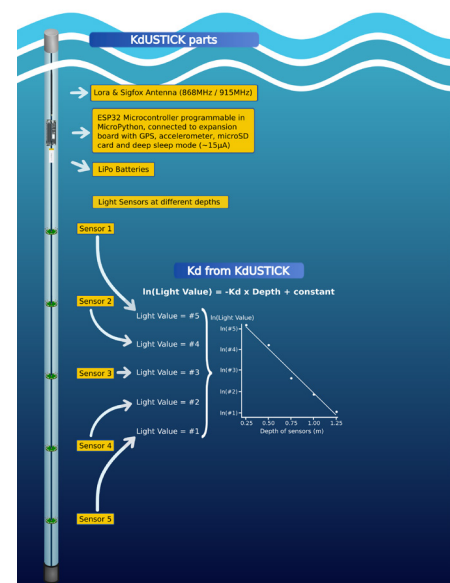 KdUSTICK parts
Lora & Sigfox Antenna (868MHz / 915MHz)
ESP32 Microcontroller programmable in
MicroPython, connected to expansion
board with GPS, accelerometer, microSD
card and deep sleep mode (~15µA)
LiPo Batteries
Light Sensors at different depths
Sensor 1
Kd from KdUSTICK
ln(Light Value) = -Kd x Depth + constant
Sensor 2
Light Value = #5
Light Value = #4
Sensor 3
Light Value = #3
Light Value = #2
Sensor 4
Light Value = #1
Sensor 5
ln(Light Value)
ln(#5)
ln(#4)
ln(#3)
ln(#2)
ln(#1)
0.25 0.50 0.75 1.00 1.25
Depth of sensors (m)